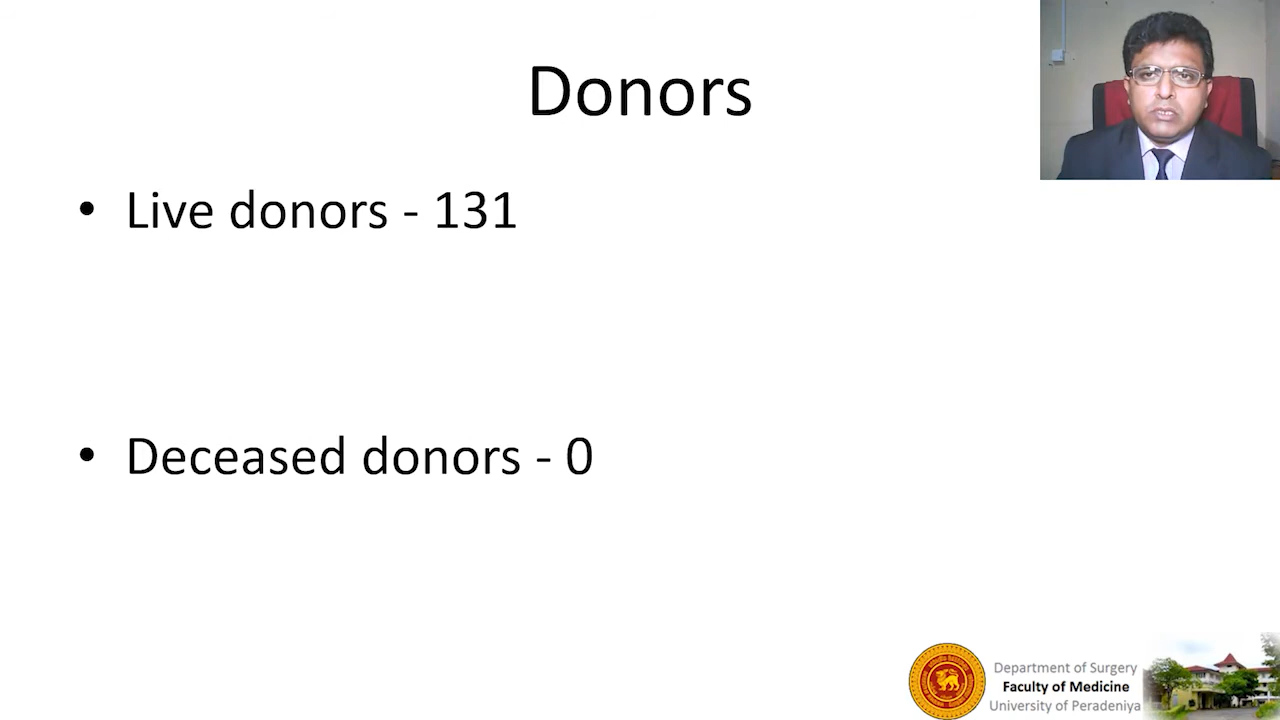 Donors
• Live donors - 131
• Deceased donors - 0
Department of Surgery
Faculty of Medicine
University of Peradeniya